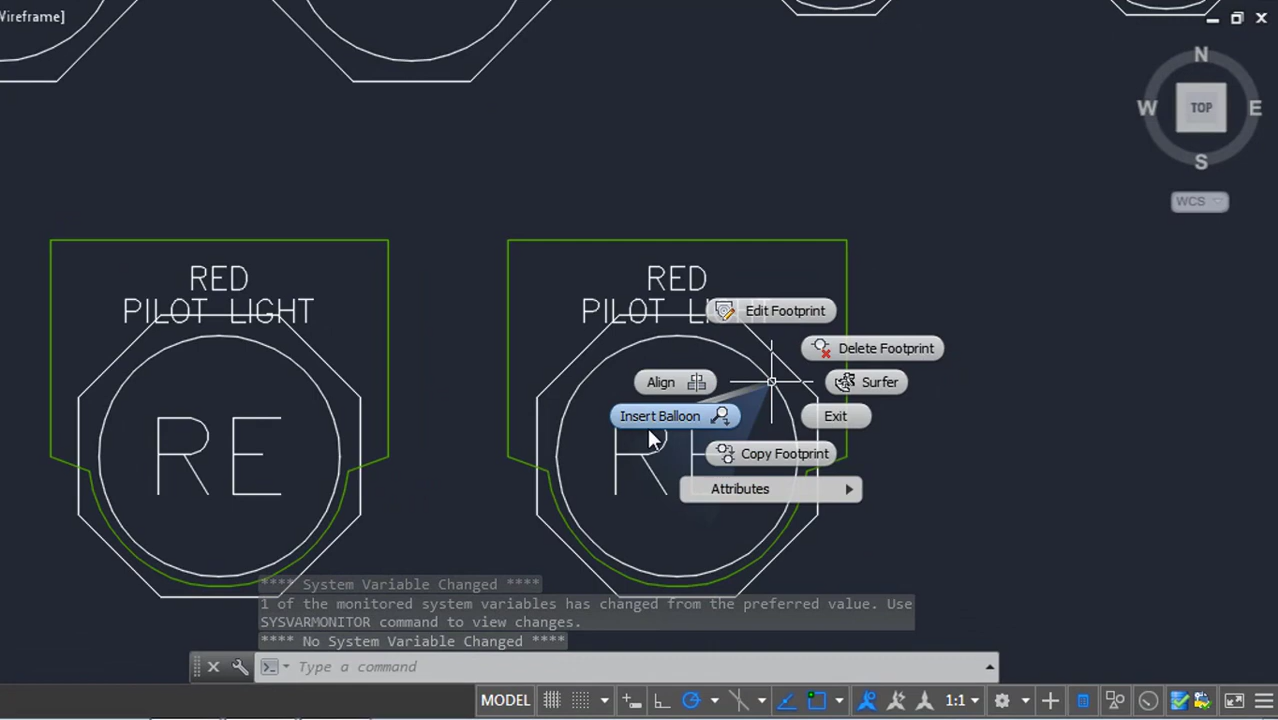 Wireframe]
N
W
TOP
E
S
WCS
RED
PILOT LIGHT
RE
RED
PILOT LIGHT
R
Edit Footprint
Delete Footprint
Align
Surfer
Insert Balloon
Exit
Copy Footprint
Attributes
**** System Variable Changed ****
1 of the monitored system variables has changed from the preferred value. Use
SYSVARMONITOR command to view changes.
**** No System Variable Changed ****
Type a command
MODEL
1:1